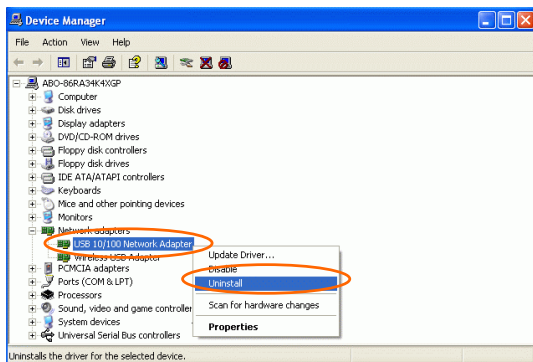 Device Manager
File Action View Help
ABO-86RA34K4XGP
Computer
Disk drives
Display adapters
DVD/CD-ROM drives
Floppy disk controllers
Floppy disk drives
IDE ATA/ATAPI controllers
Keyboards
Mice and other pointing devices
Monitors
Network adapters
USB 10/100 Network Adapter
Wireless USB Adapter
PCMCIA adapters
Ports (COM & LPT)
Processors
Sound, video and game controller
System devices
Universal Serial Bus controllers
Update Driver...
Disable
Uninstall
Scan for hardware changes
Properties
Uninstalls the driver for the selected device.